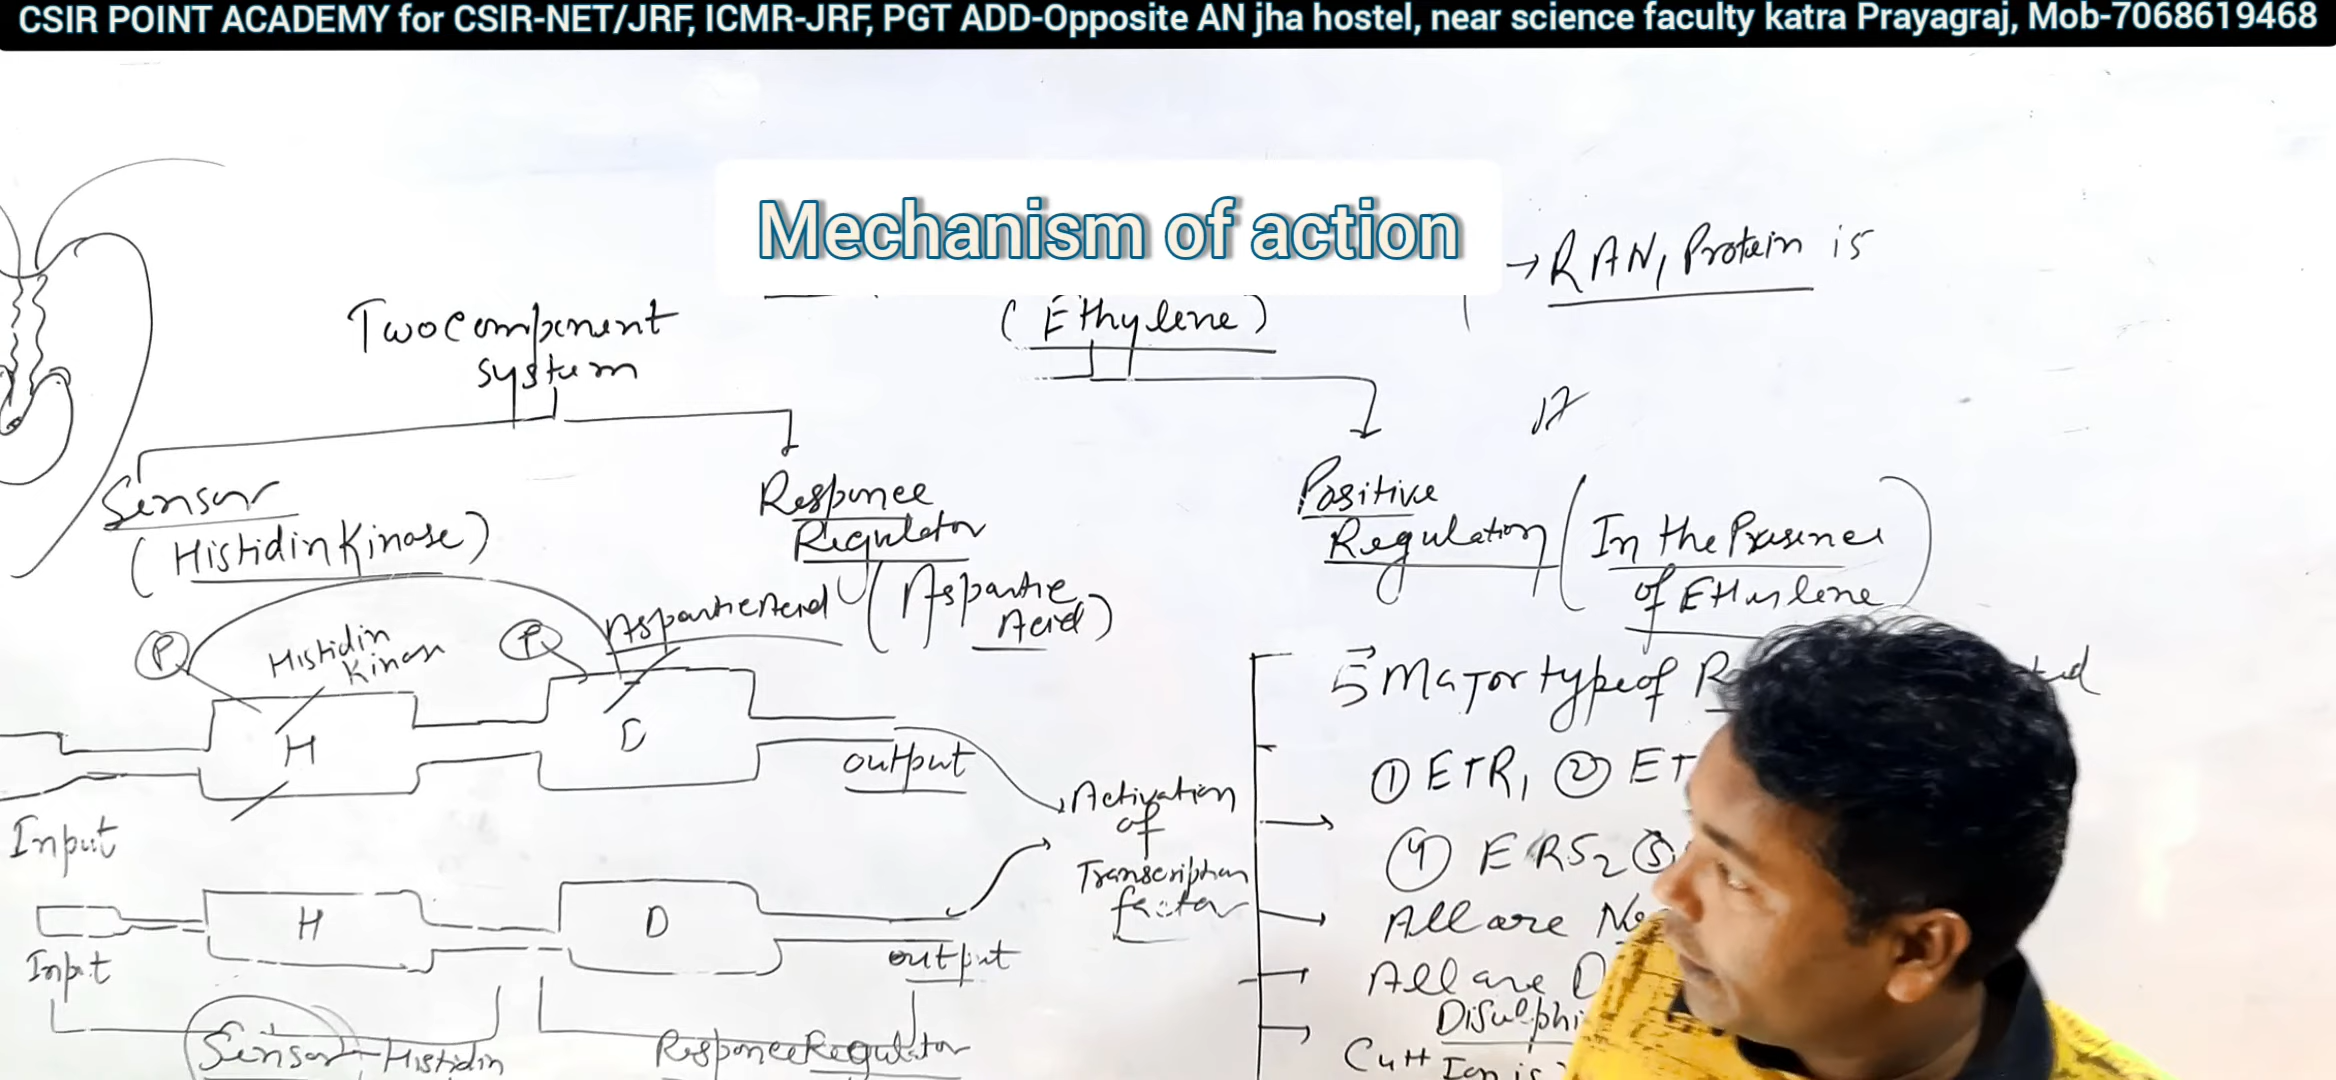 CSIR POINT ACADEMY for CSIR-NET/JRF, ICMR-JRF, PGT ADD-Opposite AN jha hostel, near science faculty katra Prayagraj, Mob-7068619468
Mechanism of action
→ RAN1 Protein is
Two component
system
(Ethylene)
Sensor
(Histidin Kinase)
Responce
Regulator
(Aspartic
Acid)
Positive
Regulation (In the Presence
of Ethylene)
P
Histidin
Kinase
P
Aspartic Acid
H
D
output
Input
Activation
of
Transcription
factor
H
D
Input
output
Sensor - Histidin
Responce Regulator
5 Major type of
① ETR1 ②
④ ERS2 ⑤
All are
All are
Cu++ Ion is